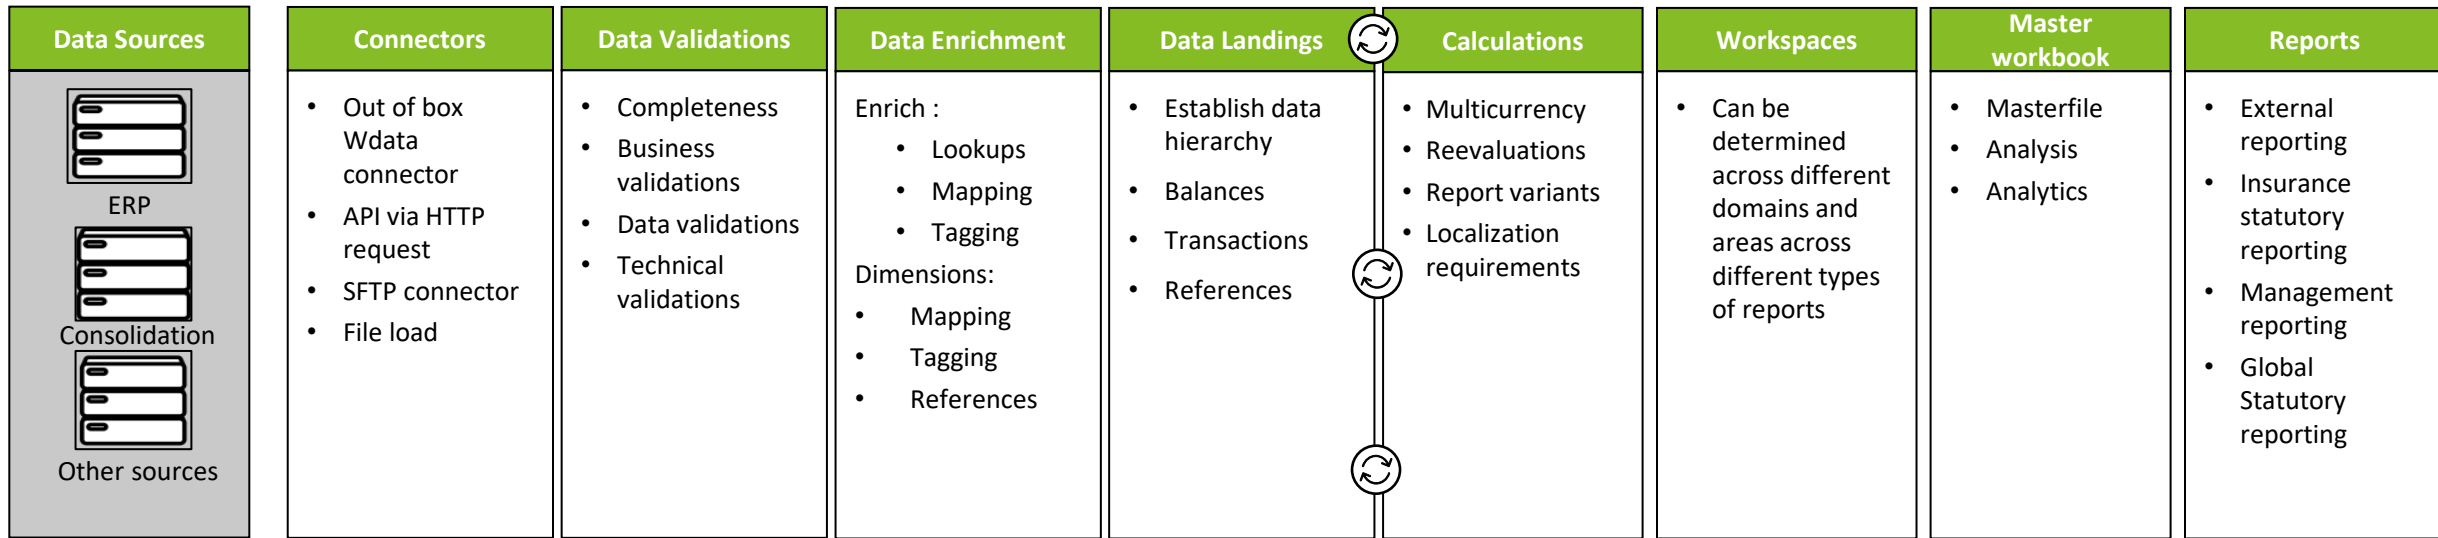 Data Sources
ERP
Consolidation
Other sources
Connectors
• Out of box
Wdata
connector
• API via HTTP
request
• SFTP connector
• File load
Data Validations
• Completeness
• Business
validations
• Data validations
• Technical
validations
Data Enrichment
Enrich :
• Lookups
• Mapping
• Tagging
Dimensions:
• Mapping
• Tagging
• References
Data Landings
• Establish data
hierarchy
• Balances
• Transactions
• References
Calculations
• Multicurrency
• Reevaluations
• Report variants
• Localization
requirements
Workspaces
• Can be
determined
across different
domains and
areas across
different types
of reports
Master
workbook
• Masterfile
• Analysis
• Analytics
Reports
• External
reporting
• Insurance
statutory
reporting
• Management
reporting
• Global
Statutory
reporting